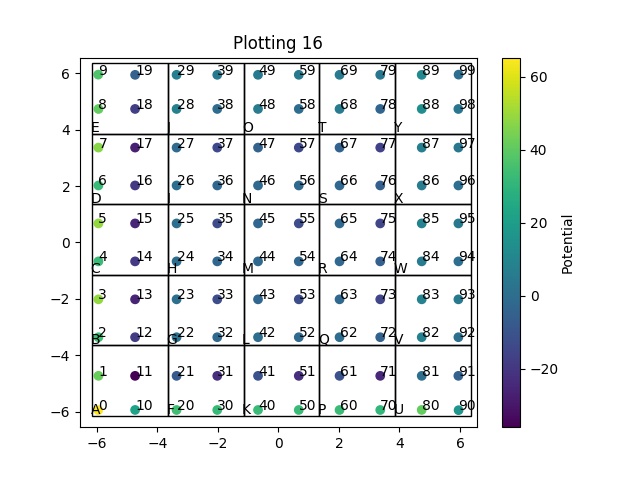 Plotting 16
6 9 19 29 39 49 59 69 79 89 99 60
8 18 28 38 48 58 68 78 88 98
4 E J O T Y
7 17 27 37 47 57 67 77 87 97 40
6 16 26 36 46 56 66 76 86 96
2 D I N S X
5 15 25 35 45 55 65 75 85 95 20
0
4 14 24 34 44 54 64 74 84 94
C H M R W
−2 3 13 23 33 43 53 63 73 83 93 0
2 12 22 32 42 52 62 72 82 92
B G L Q V
−4
1 11 21 31 41 51 61 71 81 91 −20
−6 A 0 10 F 20 30 K 40 50 P 60 70 U 80 90
−6 −4 −2 0 2 4 6
Potential